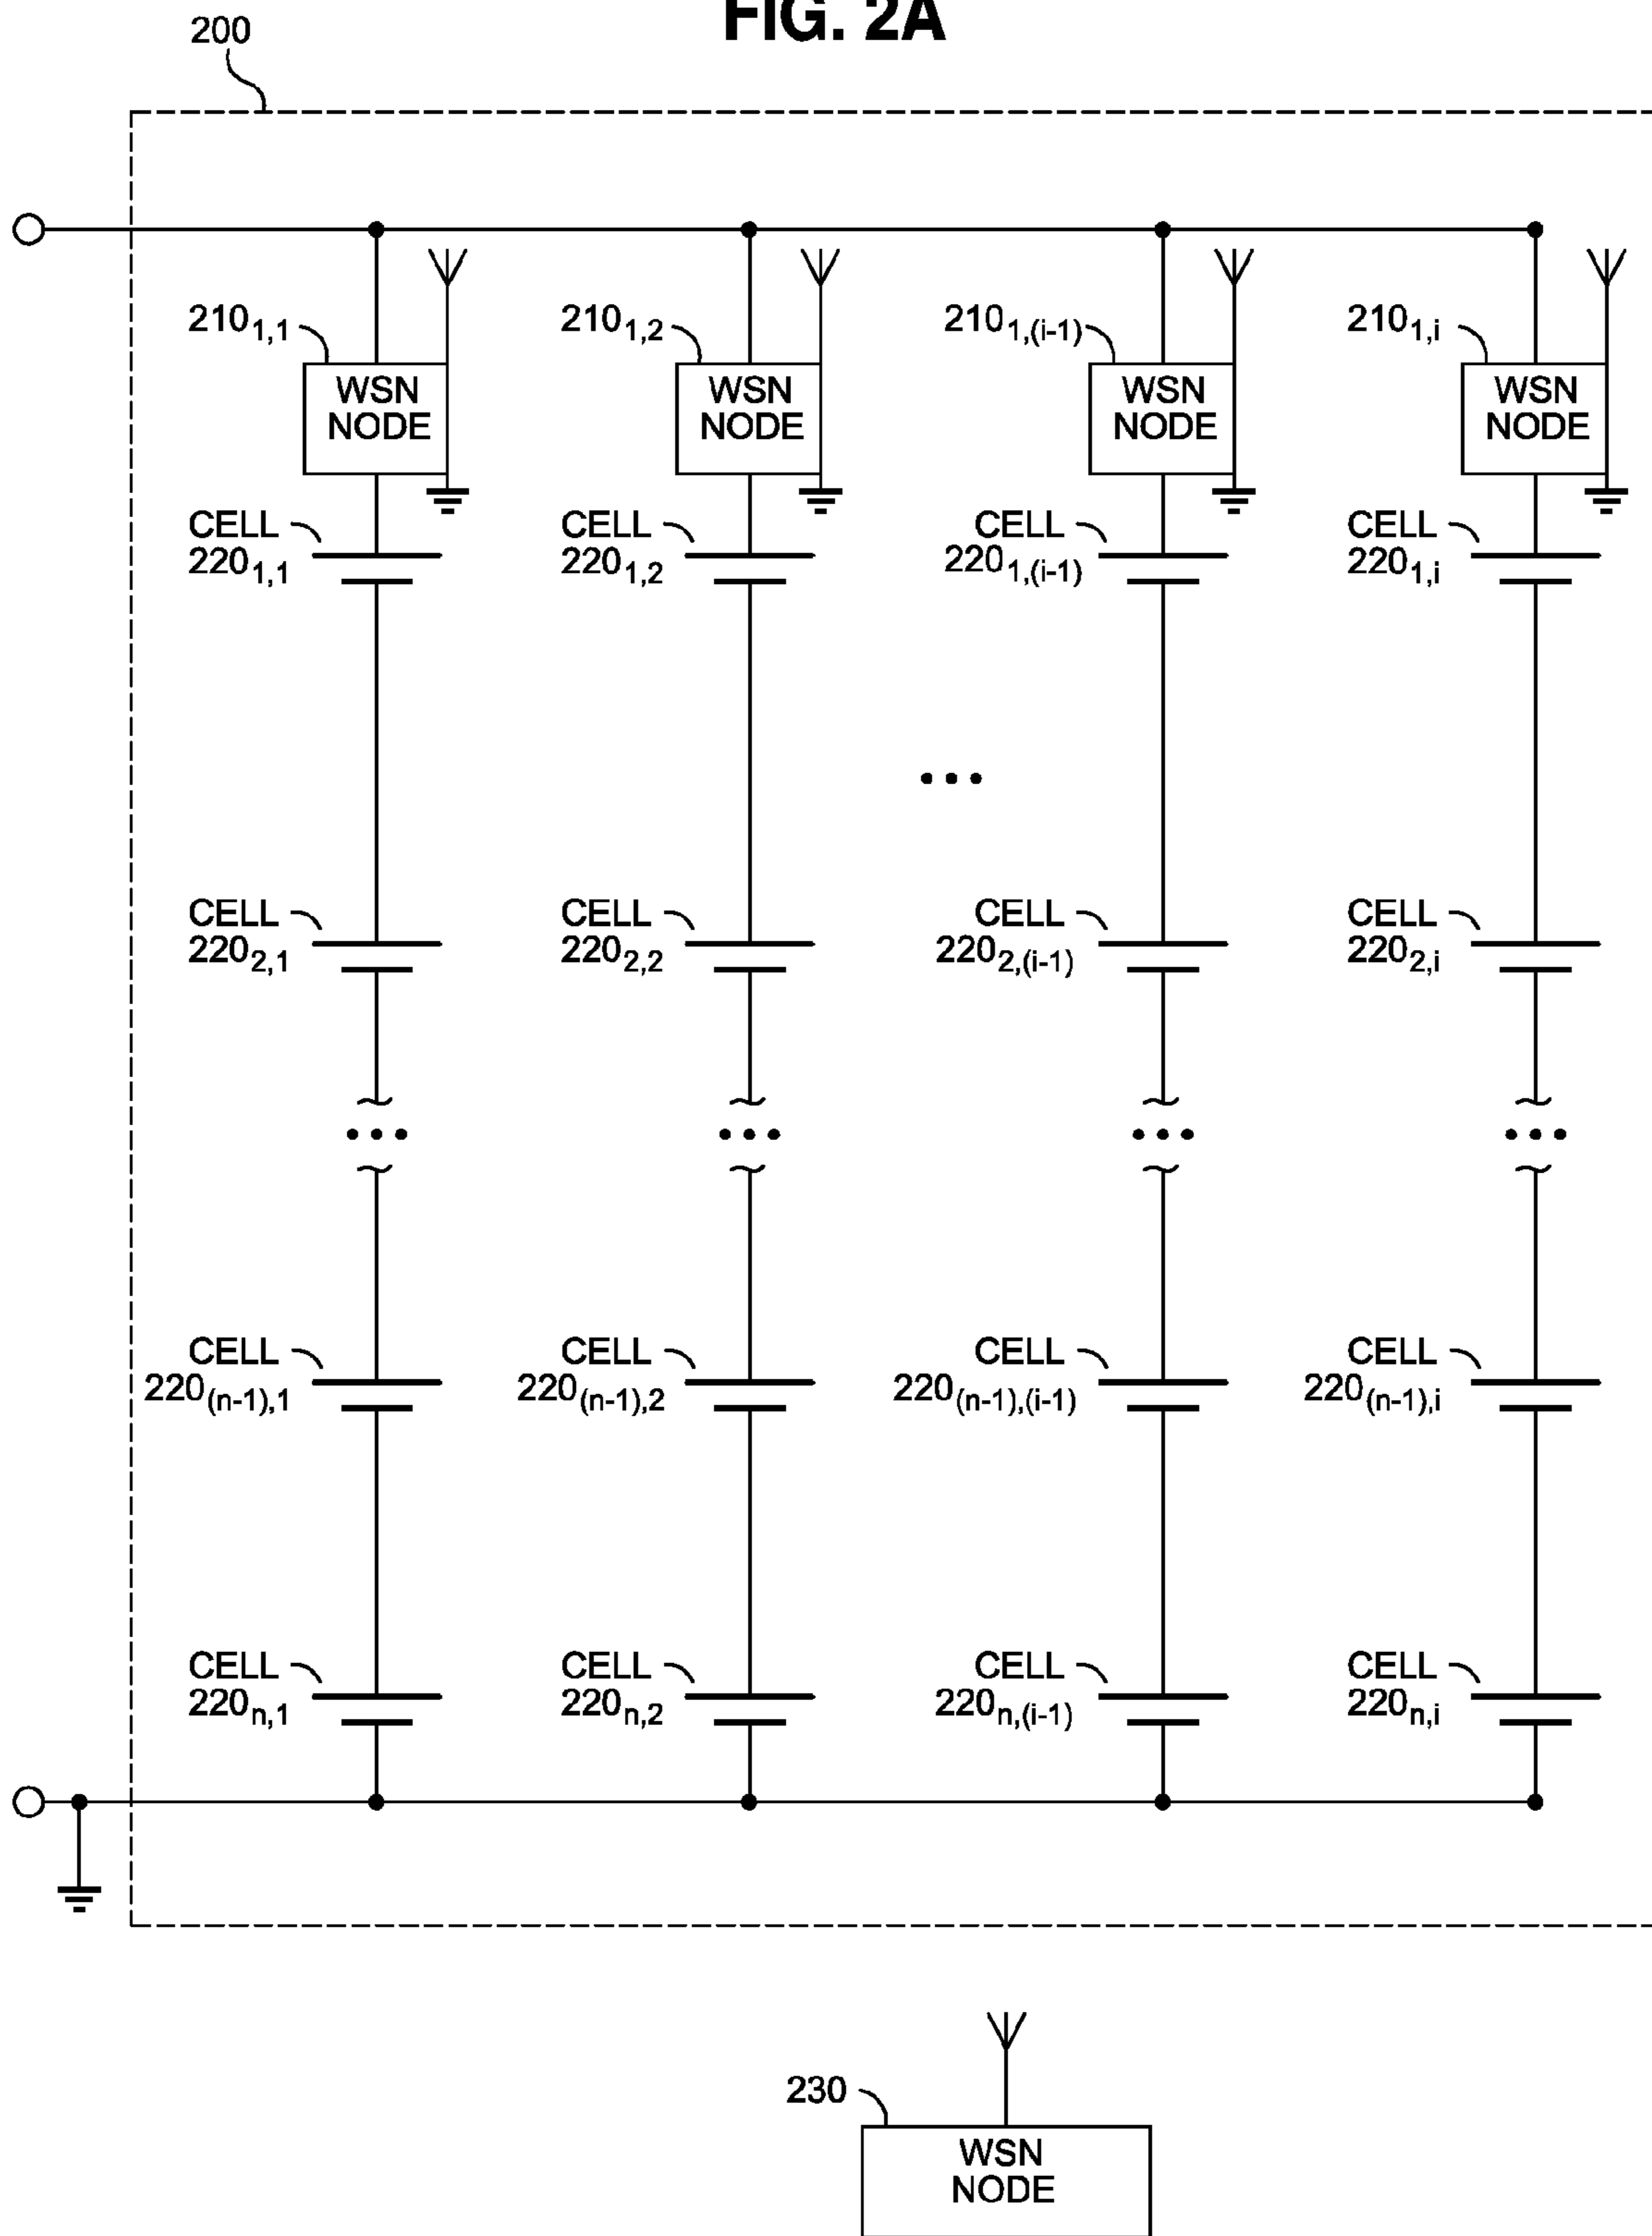 FIG. 2A
200
210₁,₁ 210₁,₂ 210₁,₍ᵢ₋₁₎ 210₁,ᵢ
WSN WSN WSN WSN
NODE NODE NODE NODE
CELL CELL CELL CELL
220₁,₁ 220₁,₂ 220₁,₍ᵢ₋₁₎ 220₁,ᵢ
...
CELL CELL CELL CELL
220₂,₁ 220₂,₂ 220₂,₍ᵢ₋₁₎ 220₂,ᵢ
... ... ... ...
CELL CELL CELL CELL
220₍ₙ₋₁₎,₁ 220₍ₙ₋₁₎,₂ 220₍ₙ₋₁₎,₍ᵢ₋₁₎ 220₍ₙ₋₁₎,ᵢ
CELL CELL CELL CELL
220ₙ,₁ 220ₙ,₂ 220ₙ,₍ᵢ₋₁₎ 220ₙ,ᵢ
230
WSN
NODE